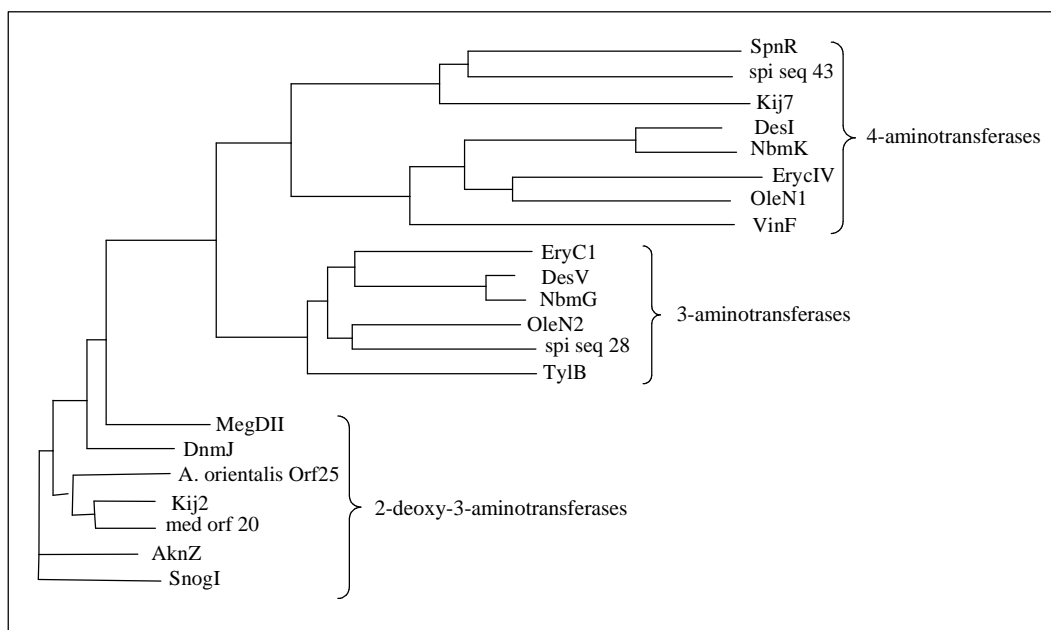 SpnR
spi seq 43
Kij7
DesI
NbmK
ErycIV
OleN1
VinF
4-aminotransferases
EryC1
DesV
NbmG
OleN2
spi seq 28
TylB
3-aminotransferases
MegDII
DnmJ
A. orientalis Orf25
Kij2
med orf 20
AknZ
SnogI
2-deoxy-3-aminotransferases